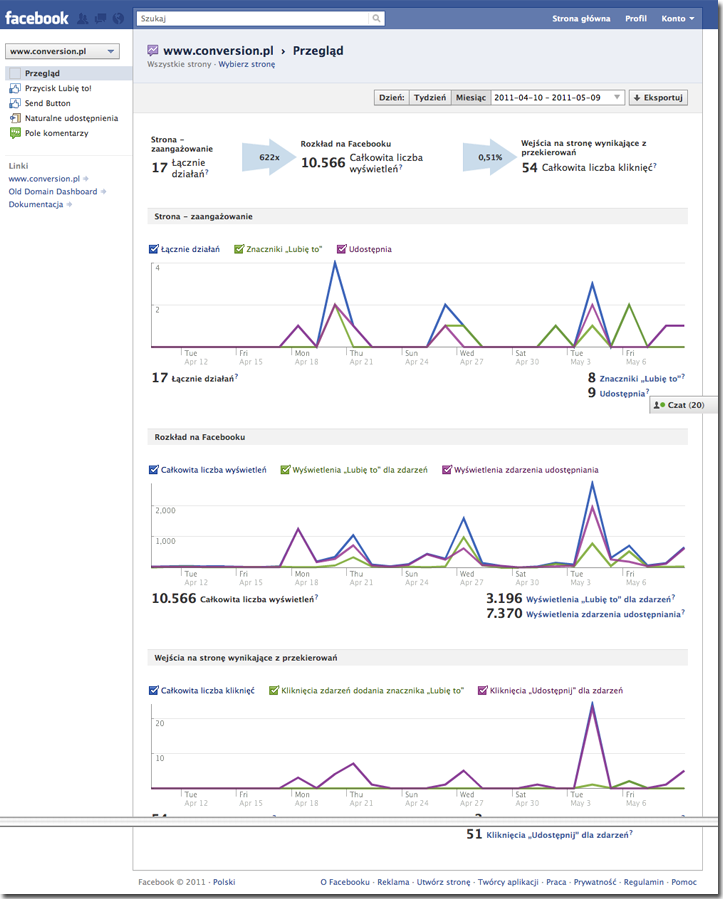 facebook
Szukaj
Strona główna Profil Konto
www.conversion.pl
Przegląd
Przycisk Lubię to!
Send Button
Naturalne udostępnienia
Pole komentarzy
Linki
www.conversion.pl
Old Domain Dashboard
Dokumentacja
www.conversion.pl › Przegląd
Wszystkie strony · Wybierz stronę
Dzień: Tydzień Miesiąc 2011-04-10 - 2011-05-09 Eksportuj
Strona – zaangażowanie
17 Łącznie działań?
622x
Rozkład na Facebooku
10.566 Całkowita liczba wyświetleń?
0,51%
Wejścia na stronę wynikające z przekierowań
54 Całkowita liczba kliknięć?
Strona – zaangażowanie
Łącznie działań Znaczniki „Lubię to” Udostępnia
4
2
Tue Fri Mon Thu Sun Wed Sat Tue Fri
Apr 12 Apr 15 Apr 18 Apr 21 Apr 24 Apr 27 Apr 30 May 3 May 6
17 Łącznie działań?
8 Znaczniki „Lubię to”?
9 Udostępnia?
Czat (20)
Rozkład na Facebooku
Całkowita liczba wyświetleń Wyświetlenia „Lubię to” dla zdarzeń Wyświetlenia zdarzenia udostępniania
2,000
1,000
Tue Fri Mon Thu Sun Wed Sat Tue Fri
Apr 12 Apr 15 Apr 18 Apr 21 Apr 24 Apr 27 Apr 30 May 3 May 6
10.566 Całkowita liczba wyświetleń?
3.196 Wyświetlenia „Lubię to” dla zdarzeń?
7.370 Wyświetlenia zdarzenia udostępniania?
Wejścia na stronę wynikające z przekierowań
Całkowita liczba kliknięć Kliknięcia zdarzeń dodania znacznika „Lubię to” Kliknięcia „Udostępnij” dla zdarzeń
20
10
Tue Fri Mon Thu Sun Wed Sat Tue Fri
Apr 12 Apr 15 Apr 18 Apr 21 Apr 24 Apr 27 Apr 30 May 3 May 6
51 Kliknięcia „Udostępnij” dla zdarzeń?
Facebook © 2011 · Polski
O Facebooku · Reklama · Utwórz stronę · Twórcy aplikacji · Praca · Prywatność · Regulamin · Pomoc